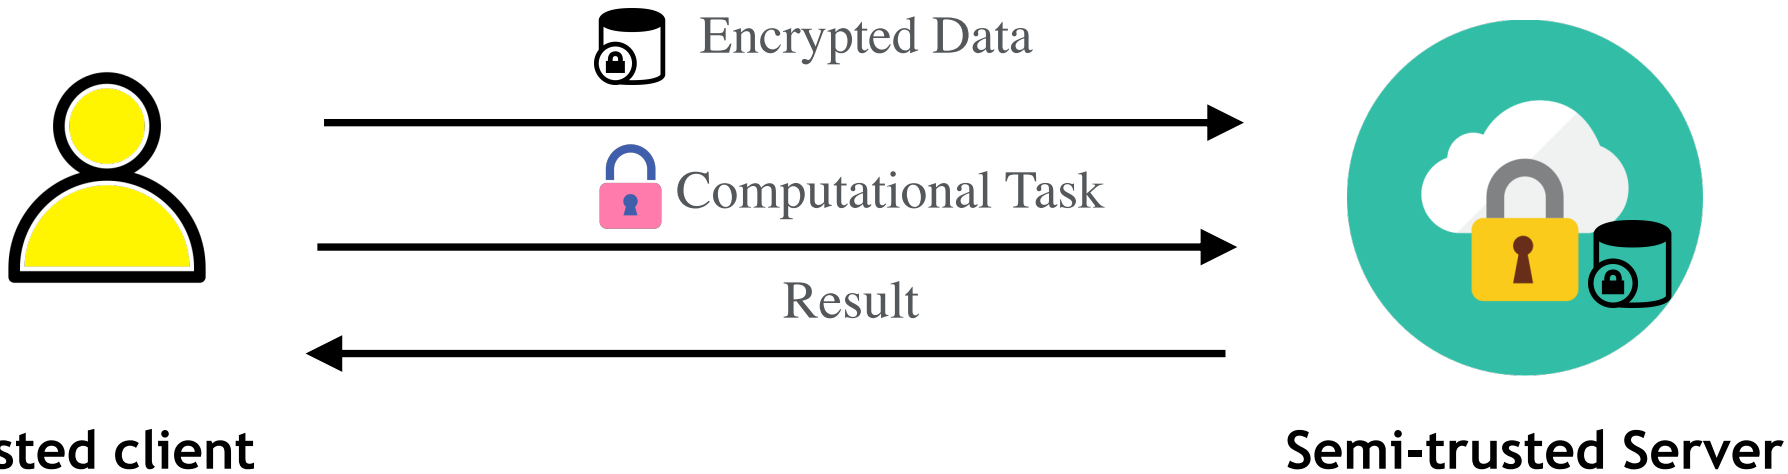 Encrypted Data
Computational Task
Result
sted client
Semi-trusted Server